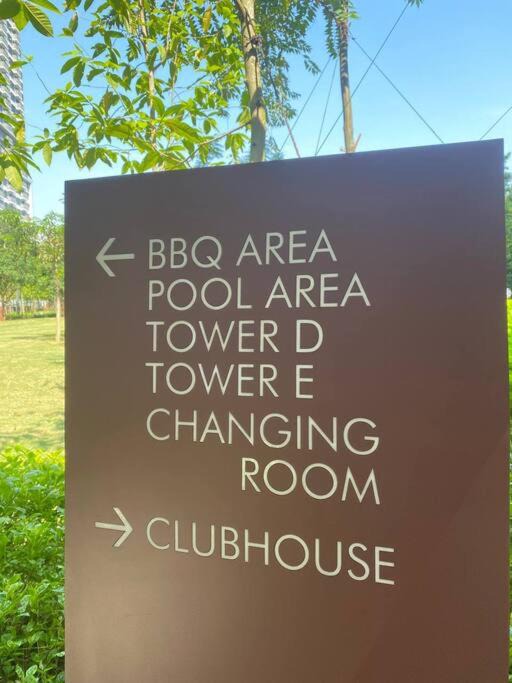 ← BBQ AREA
POOL AREA
TOWER D
TOWER E
CHANGING
ROOM
→ CLUBHOUSE